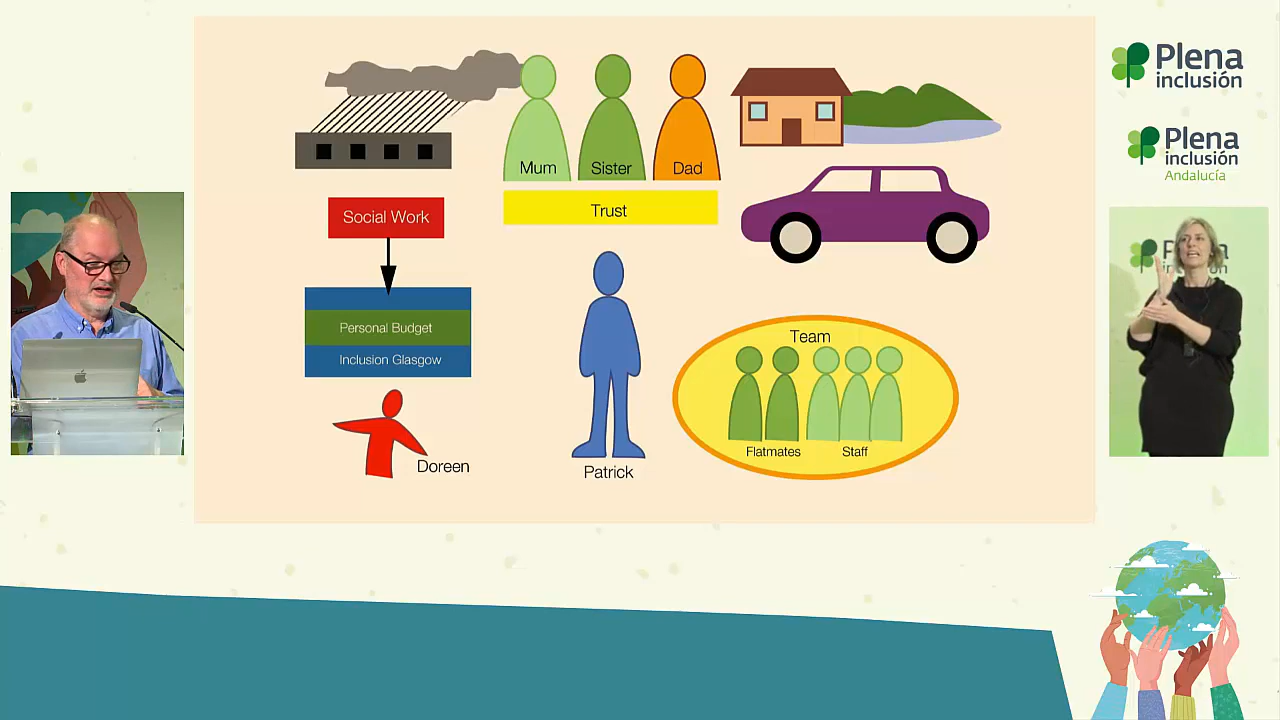 Mum
Sister
Dad
Trust
Social Work
Personal Budget
Inclusion Glasgow
Doreen
Patrick
Team
Flatmates
Staff
Plena
inclusión
Plena
inclusión
Andalucía
Plena